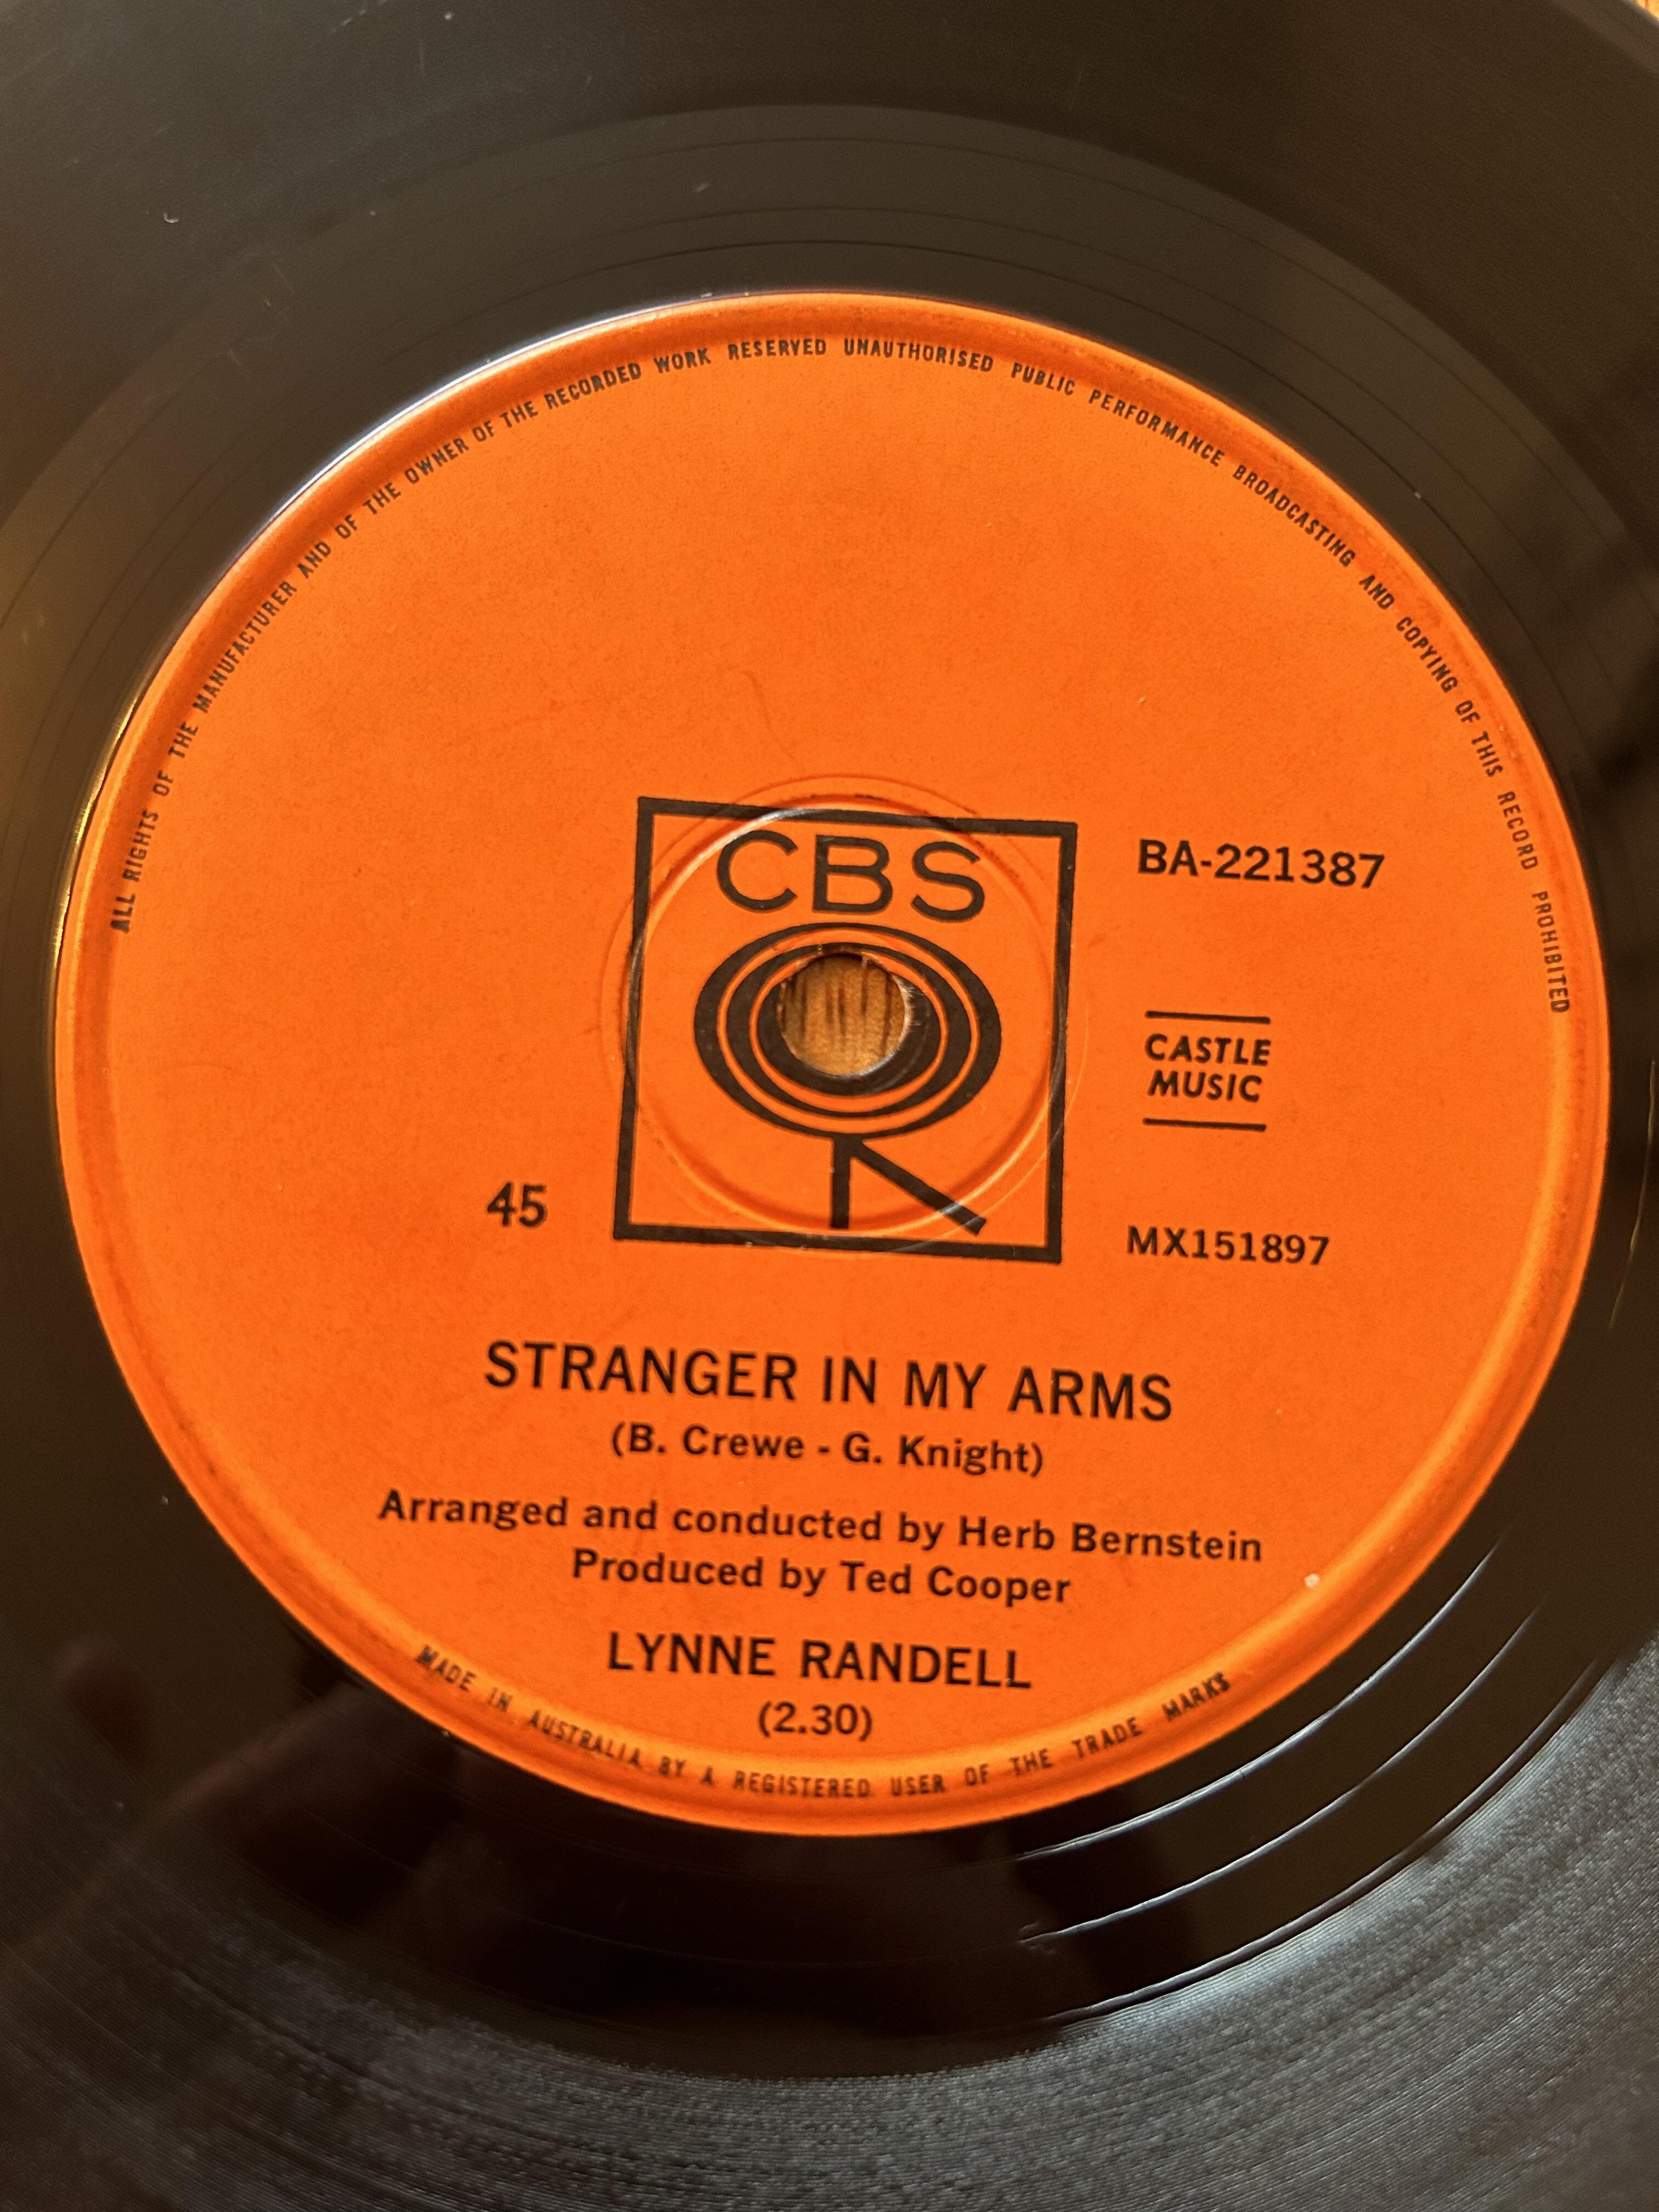 ALL RIGHTS OF THE MANUFACTURER AND OF THE OWNER OF THE RECORDED WORK RESERVED UNAUTHORISED PUBLIC PERFORMANCE BROADCASTING AND COPYING OF THIS RECORD PROHIBITED
CBS
BA-221387
CASTLE
MUSIC
45
MX151897
STRANGER IN MY ARMS
(B. Crewe - G. Knight)
Arranged and conducted by Herb Bernstein
Produced by Ted Cooper
LYNNE RANDELL
(2.30)
MADE IN AUSTRALIA BY A REGISTERED USER OF THE TRADE MARKS